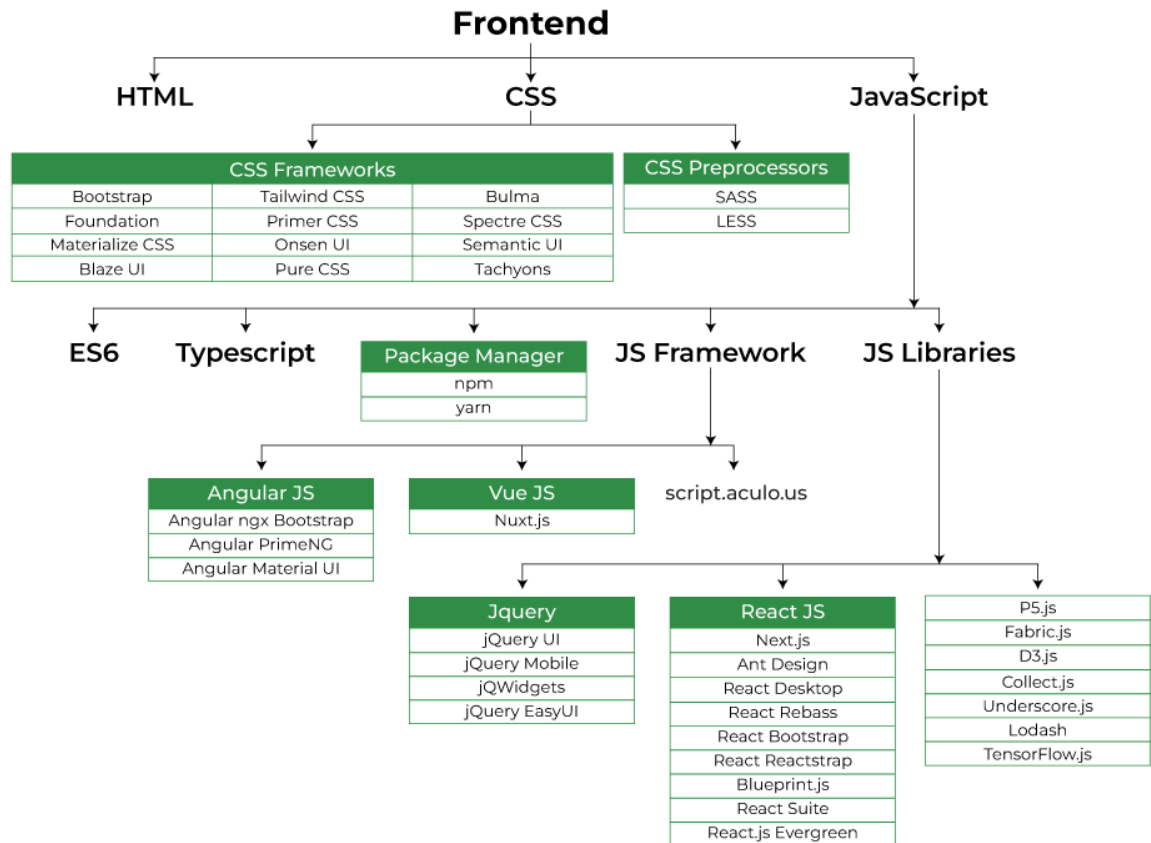 Frontend
HTML
CSS
JavaScript
CSS Frameworks
Bootstrap
Tailwind CSS
Bulma
Foundation
Primer CSS
Spectre CSS
Materialize CSS
Onsen UI
Semantic UI
Blaze UI
Pure CSS
Tachyons
CSS Preprocessors
SASS
LESS
ES6
Typescript
Package Manager
npm
yarn
JS Framework
JS Libraries
Angular JS
Angular ngx Bootstrap
Angular PrimeNG
Angular Material UI
Vue JS
Nuxt.js
script.aculo.us
Jquery
jQuery UI
jQuery Mobile
jQWidgets
jQuery EasyUI
React JS
Next.js
Ant Design
React Desktop
React Rebass
React Bootstrap
React Reactstrap
Blueprint.js
React Suite
React.js Evergreen
P5.js
Fabric.js
D3.js
Collect.js
Underscore.js
Lodash
TensorFlow.js